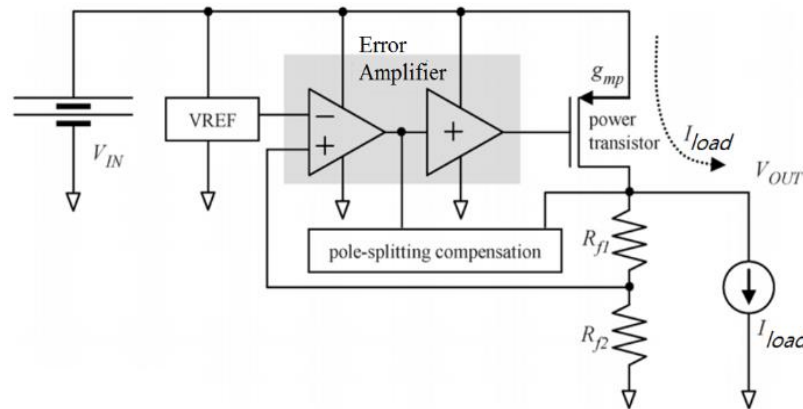 Error
Amplifier
g_mp
VREF
−
+
+
power
transistor
I_load
V_IN
V_OUT
pole-splitting compensation
R_f1
R_f2
I_load